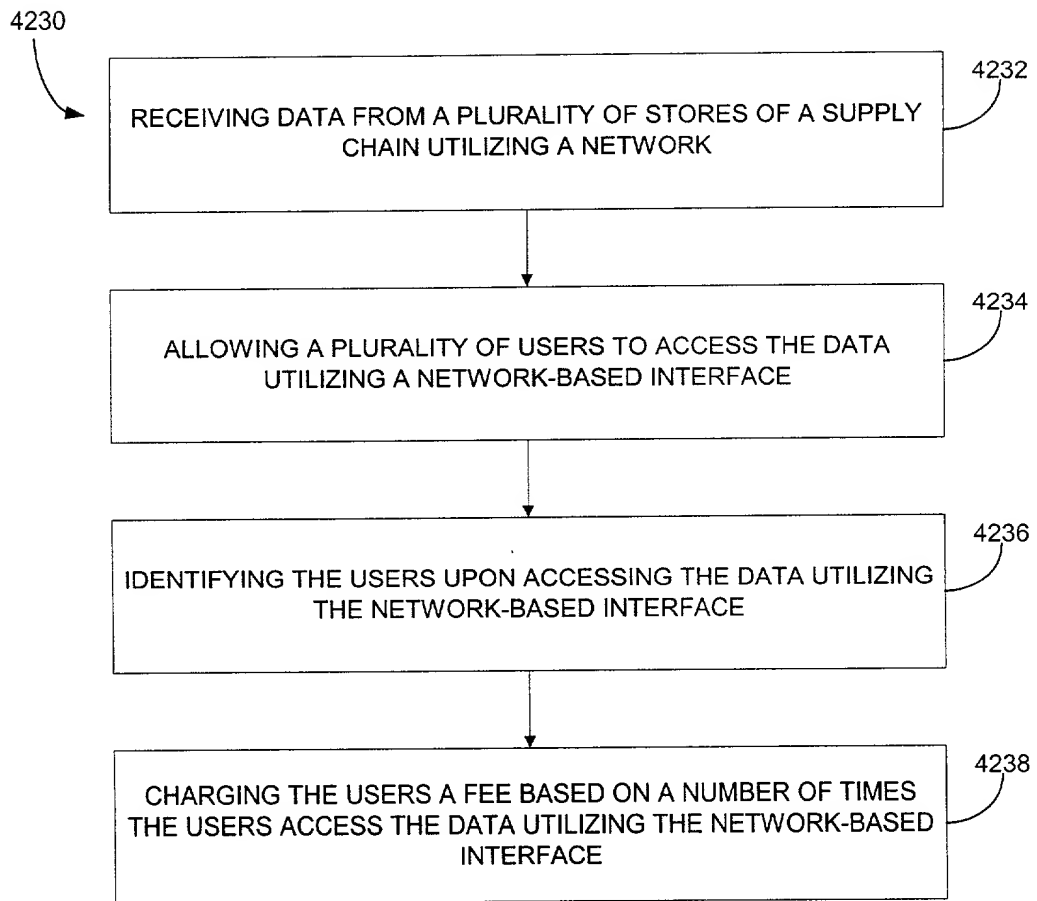 4230
4232
RECEIVING DATA FROM A PLURALITY OF STORES OF A SUPPLY
CHAIN UTILIZING A NETWORK
4234
ALLOWING A PLURALITY OF USERS TO ACCESS THE DATA
UTILIZING A NETWORK-BASED INTERFACE
4236
IDENTIFYING THE USERS UPON ACCESSING THE DATA UTILIZING
THE NETWORK-BASED INTERFACE
4238
CHARGING THE USERS A FEE BASED ON A NUMBER OF TIMES
THE USERS ACCESS THE DATA UTILIZING THE NETWORK-BASED
INTERFACE